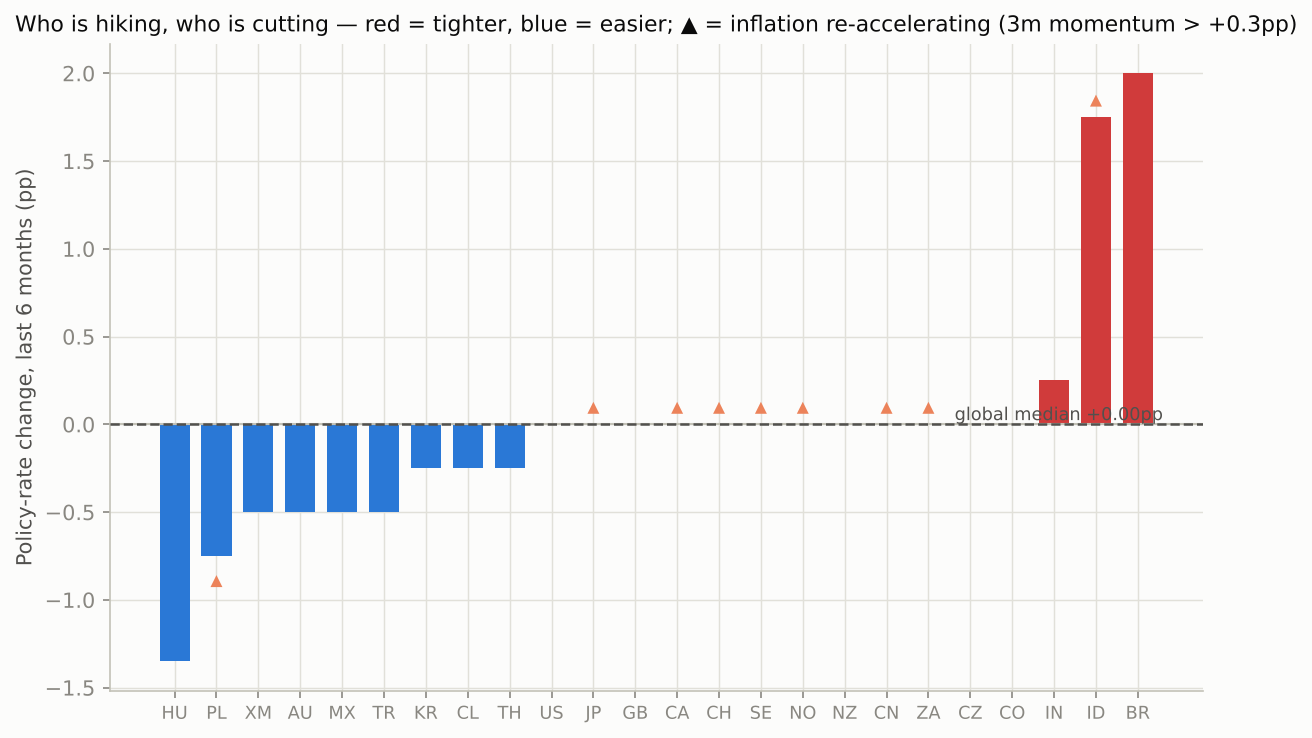 Who is hiking, who is cutting — red = tighter, blue = easier; ▲ = inflation re-accelerating (3m momentum > +0.3pp)
Policy-rate change, last 6 months (pp)
2.0
1.5
1.0
0.5
0.0
−0.5
−1.0
−1.5
global median +0.00pp
HU PL XM AU MX TR KR CL TH US JP GB CA CH SE NO NZ CN ZA CZ CO IN ID BR